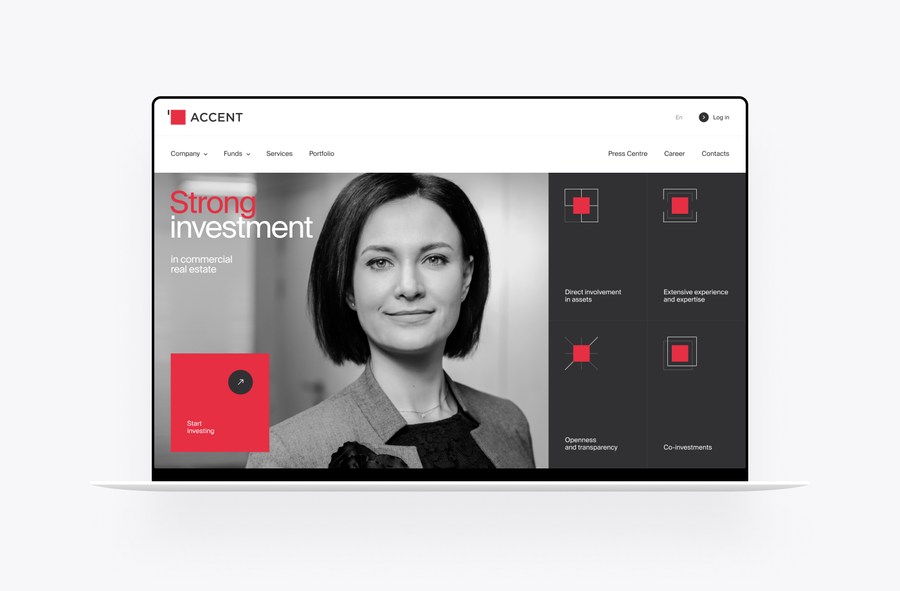 ACCENT
En
Log in
Company
Funds
Services
Portfolio
Press Centre
Career
Contacts
Strong
investment
in commercial
real estate
Start
investing
Direct involvement
in assets
Extensive experience
and expertise
Openness
and transparency
Co-investments